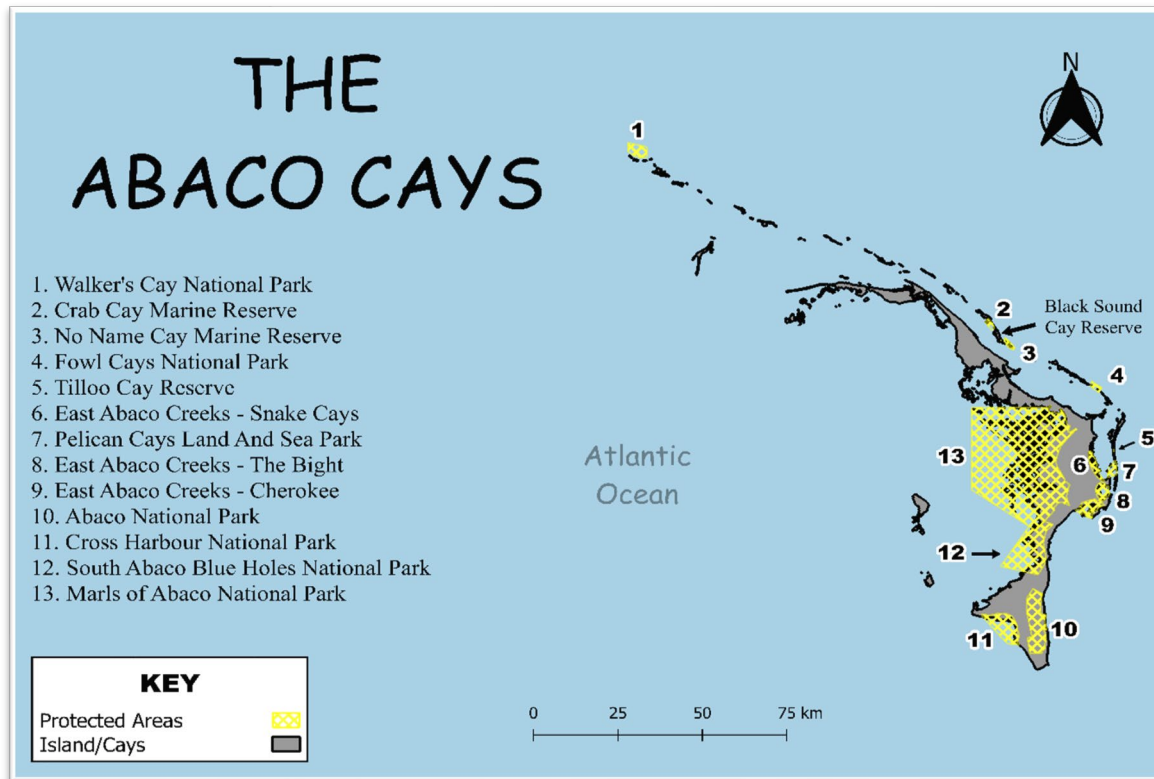 THE
ABACO CAYS
N
1. Walker's Cay National Park
2. Crab Cay Marine Reserve
3. No Name Cay Marine Reserve
4. Fowl Cays National Park
5. Tilloo Cay Reserve
6. East Abaco Creeks - Snake Cays
7. Pelican Cays Land And Sea Park
8. East Abaco Creeks - The Bight
9. East Abaco Creeks - Cherokee
10. Abaco National Park
11. Cross Harbour National Park
12. South Abaco Blue Holes National Park
13. Marls of Abaco National Park
1
2
Black Sound
Cay Reserve
3
4
5
6
7
8
9
13
12
11
10
Atlantic
Ocean
KEY
Protected Areas
Island/Cays
0 25 50 75 km